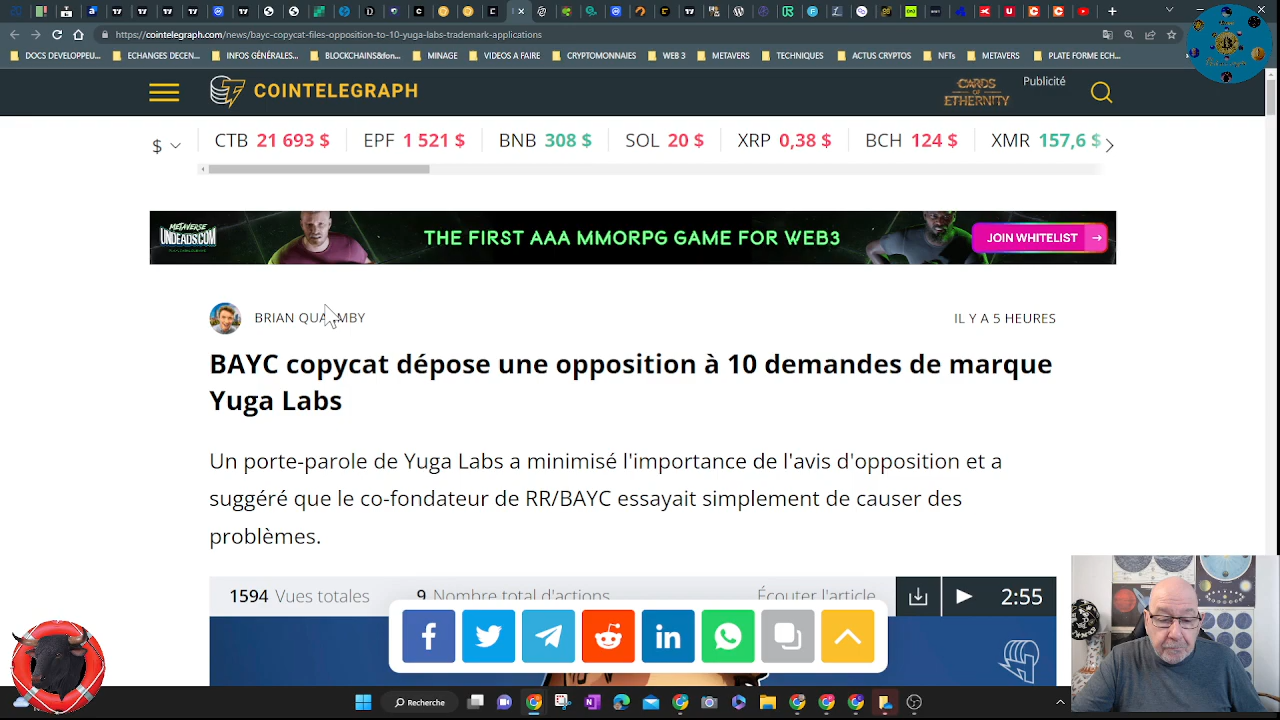 https://cointelegraph.com/news/bayc-copycat-files-opposition-to-10-yuga-labs-trademark-applications
DOCS DEVELOPPEU... ECHANGES DECEN... INFOS GÉNÉRALES... BLOCKCHAINS&fon... MINAGE VIDEOS A FAIRE CRYPTOMONNAIES WEB 3 METAVERS TECHNIQUES ACTUS CRYPTOS NFTs METAVERS PLATE FORME ECH...
COINTELEGRAPH
CARDS OF ETHERNITY
Publicité
$ CTB 21 693 $ EPF 1 521 $ BNB 308 $ SOL 20 $ XRP 0,38 $ BCH 124 $ XMR 157,6 $
METAVERSE
UNDEADS.COM
THE FIRST AAA MMORPG GAME FOR WEB3
JOIN WHITELIST
BRIAN QUARMBY
IL Y A 5 HEURES
BAYC copycat dépose une opposition à 10 demandes de marque
Yuga Labs
Un porte-parole de Yuga Labs a minimisé l'importance de l'avis d'opposition et a
suggéré que le co-fondateur de RR/BAYC essayait simplement de causer des
problèmes.
1594 Vues totales 9 Nombre total d'actions Écouter l'article 2:55
Recherche